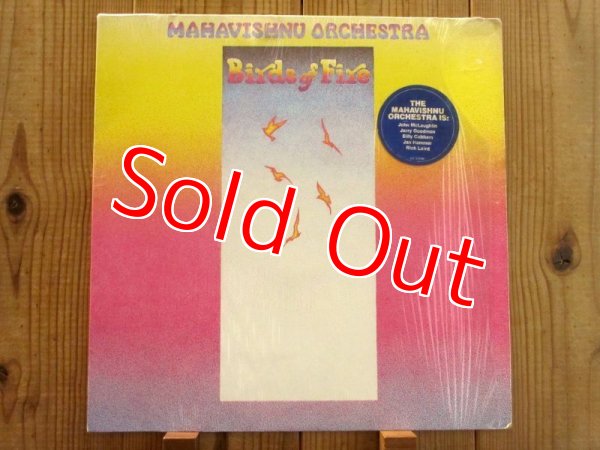 MAHAVISHNU ORCHESTRA
Birds of Fire
THE
MAHAVISHNU
ORCHESTRA IS:
John McLaughlin
Jerry Goodman
Billy Cobham
Jan Hammer
Rick Laird
Sold Out